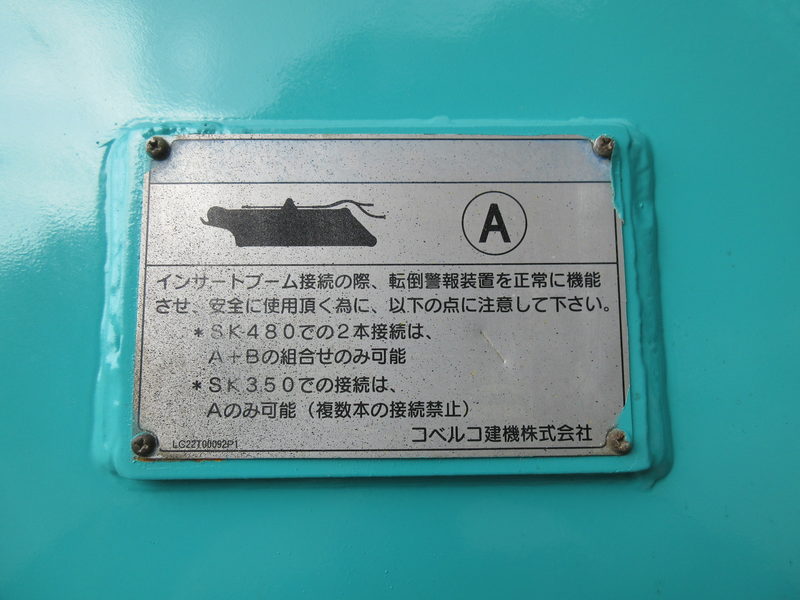 A
インサートブーム接続の際、転倒警報装置を正常に機能
させ、安全に使用頂く為に、以下の点に注意して下さい。
*SK480での2本接続は、
A+Bの組合せのみ可能
*SK350での接続は、
Aのみ可能(複数本の接続禁止)
コベルコ建機株式会社
LC22T00092P1